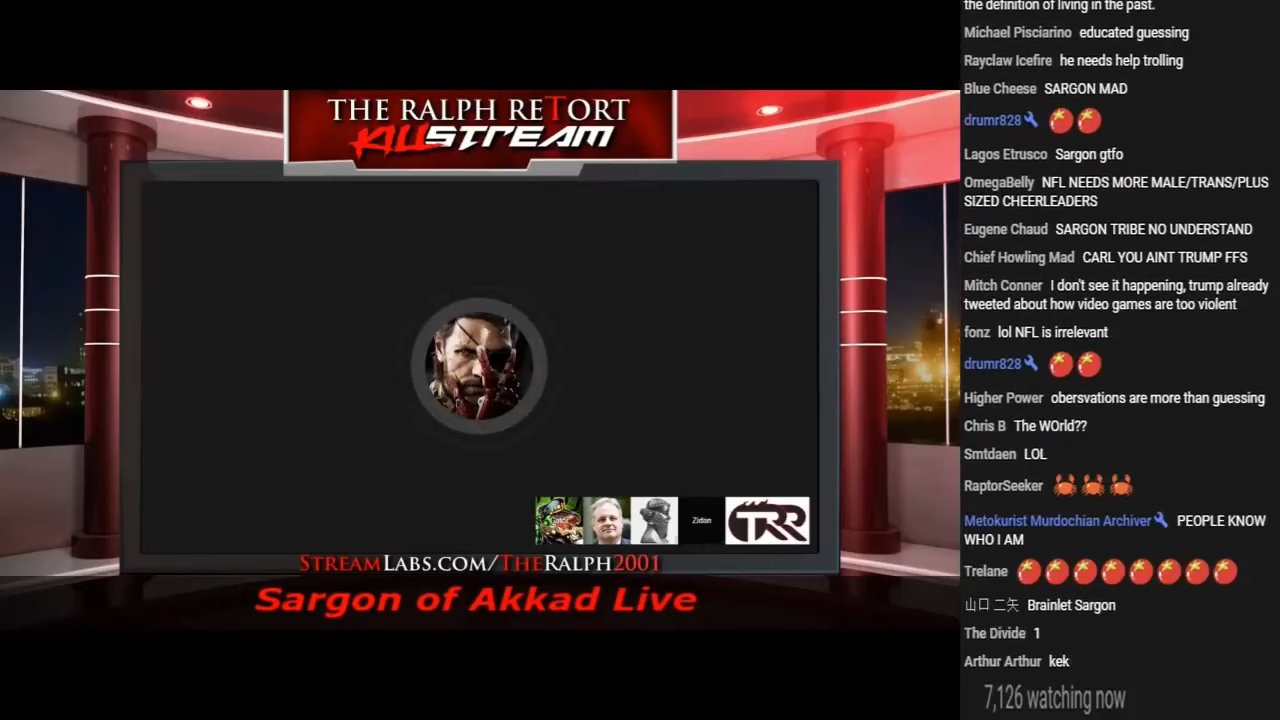 THE RALPH RETORT
KILLSTREAM
Gator
Zidan
TRR
STREAMLABS.COM/THERALPH2001
Sargon of Akkad Live
the definition of living in the past.
Michael Pisciarino educated guessing
Rayclaw Icefire he needs help trolling
Blue Cheese SARGON MAD
drumr828
Lagos Etrusco Sargon gtfo
OmegaBelly NFL NEEDS MORE MALE/TRANS/PLUS
SIZED CHEERLEADERS
Eugene Chaud SARGON TRIBE NO UNDERSTAND
Chief Howling Mad CARL YOU AINT TRUMP FFS
Mitch Conner I don't see it happening, trump already
tweeted about how video games are too violent
fonz lol NFL is irrelevant
drumr828
Higher Power obersvations are more than guessing
Chris B The WOrld??
Smtdaen LOL
RaptorSeeker
Metokurist Murdochian Archiver PEOPLE KNOW
WHO I AM
Trelane
山口 二矢 Brainlet Sargon
The Divide 1
Arthur Arthur kek
7,126 watching now